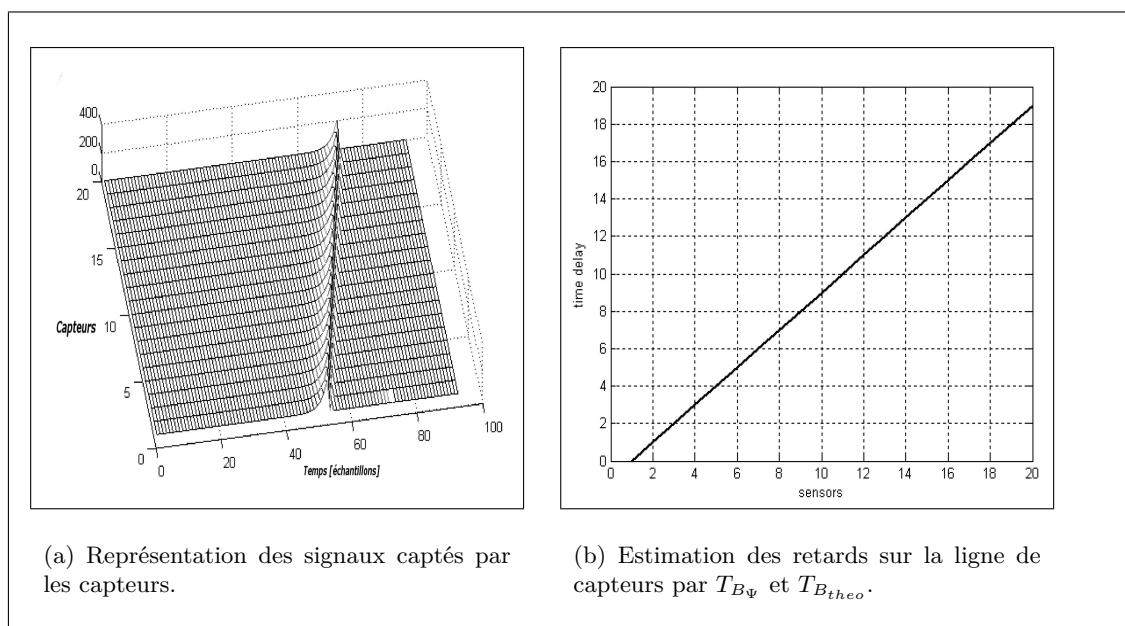 400
200
0
20
15
Capteurs 10
5
0
0
20
40
60
80
100
Temps [échantillons]
20
18
16
14
12
10
8
6
4
2
0
time delay
0 2 4 6 8 10 12 14 16 18 20
sensors
(a) Représentation des signaux captés par
les capteurs.
(b) Estimation des retards sur la ligne de
capteurs par T_{B_Ψ} et T_{B_{theo}}.